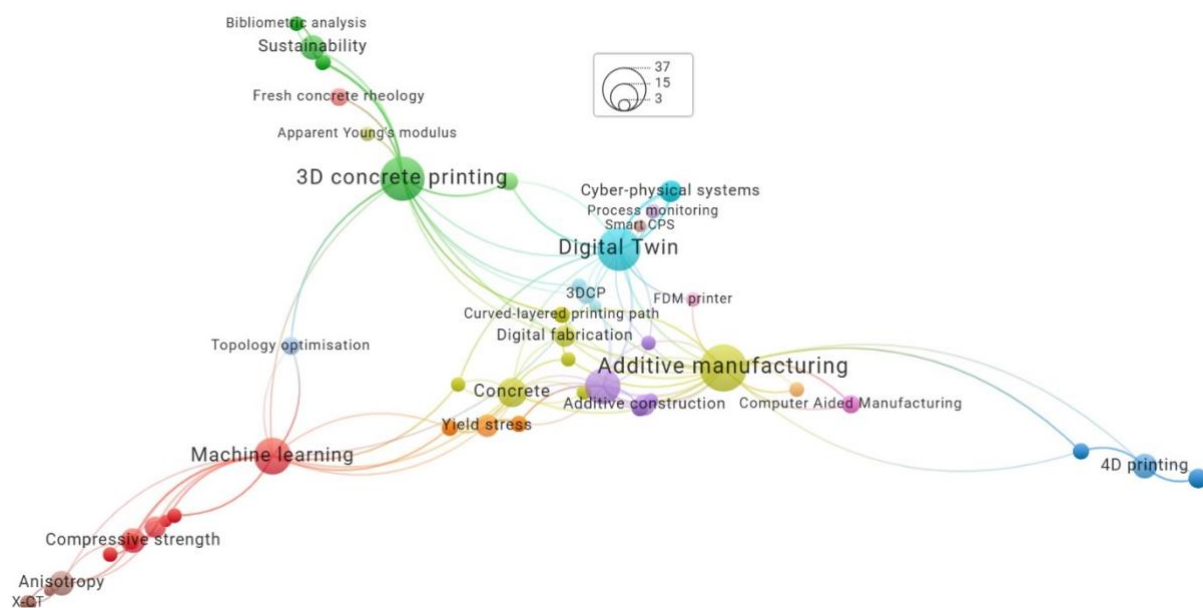 Bibliometric analysis
Sustainability
37
15
3
Fresh concrete rheology
Apparent Young's modulus
3D concrete printing
Cyber-physical systems
Process monitoring
Smart CPS
Digital Twin
3DCP
FDM printer
Curved-layered printing path
Digital fabrication
Topology optimisation
Additive manufacturing
Concrete
Additive construction
Computer Aided Manufacturing
Yield stress
Machine learning
4D printing
Compressive strength
Anisotropy
X-CT